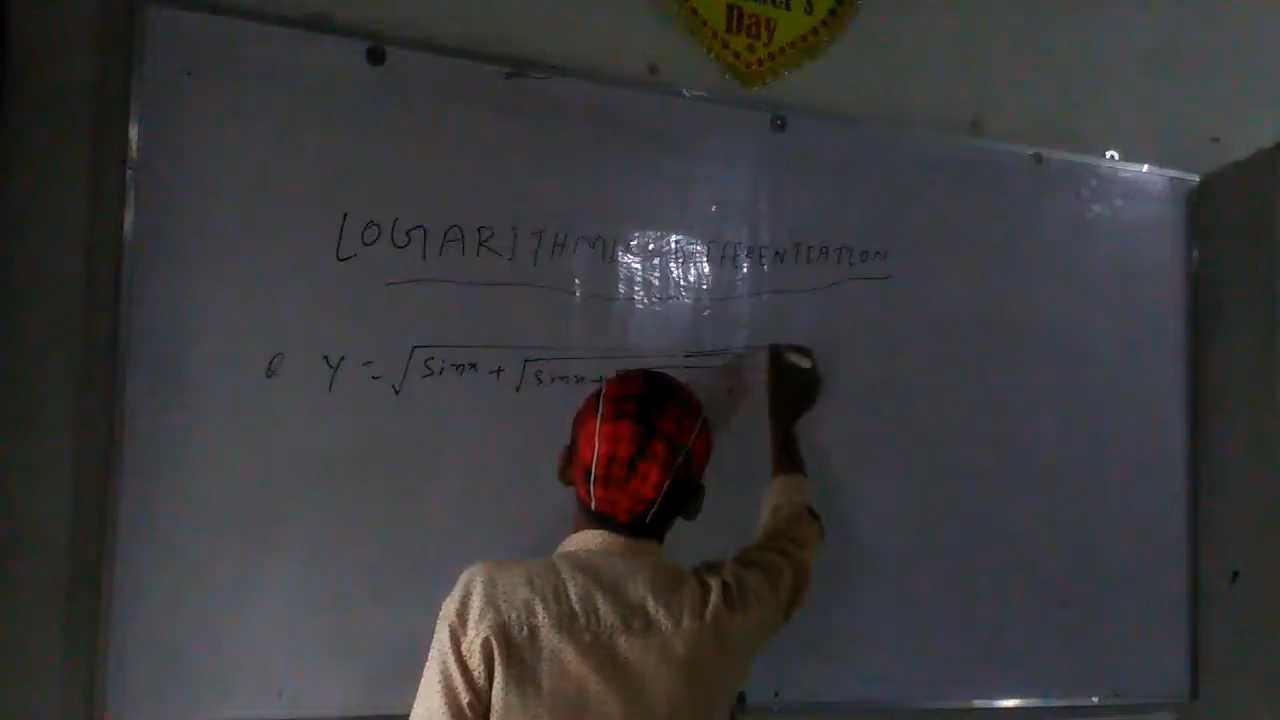 Day
LOGARITHMIC DIFFERENTIATION
Q Y = √sinx + √sinx +